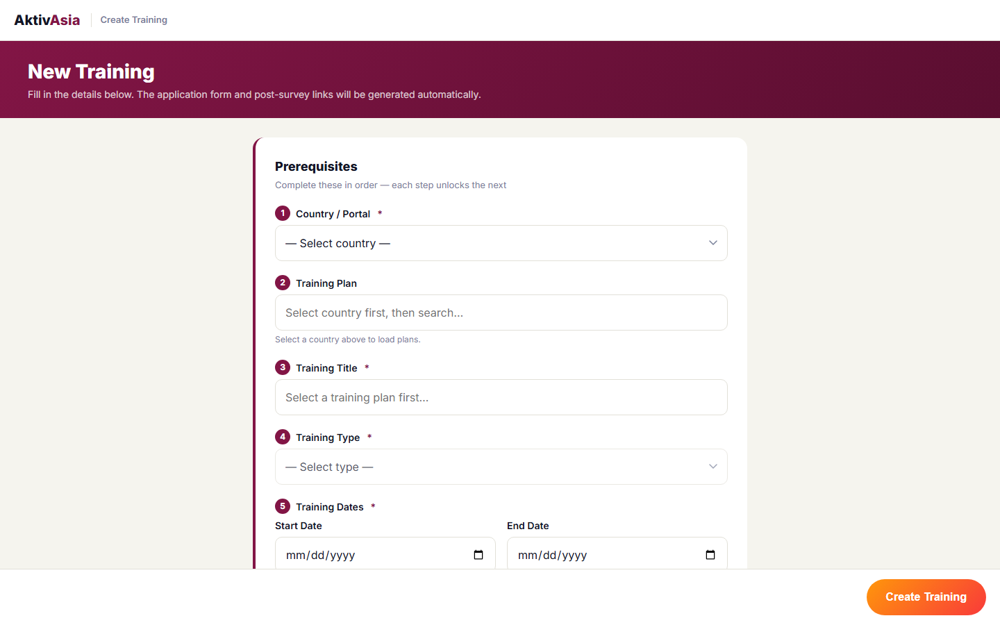 AktivAsia Create Training
New Training
Fill in the details below. The application form and post-survey links will be generated automatically.
Prerequisites
Complete these in order — each step unlocks the next
1 Country / Portal *
— Select country —
2 Training Plan
Select country first, then search...
Select a country above to load plans.
3 Training Title *
Select a training plan first...
4 Training Type *
— Select type —
5 Training Dates *
Start Date End Date
mm/dd/yyyy mm/dd/yyyy
Create Training